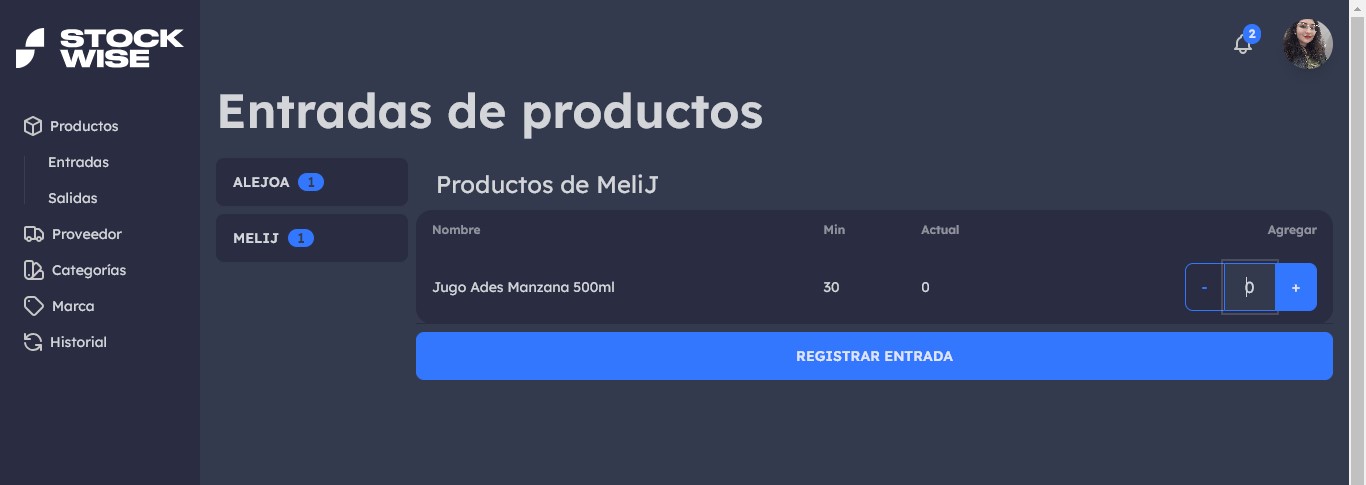 STOCK
WISE
2
Productos
Entradas
Salidas
Proveedor
Categorías
Marca
Historial
Entradas de productos
ALEJOA 1
MELIJ 1
Productos de MeliJ
Nombre Min Actual Agregar
Jugo Ades Manzana 500ml 30 0 - 0 +
REGISTRAR ENTRADA